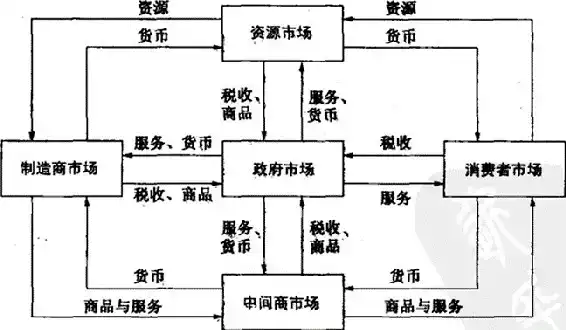 资源
资源
货币
资源市场
货币
税收、
商品
服务、
货币
服务、货币
税收
制造商市场
政府市场
消费者市场
税收、商品
服务
服务、
货币
税收、
商品
货币
货币
商品与服务
中间商市场
商品与服务